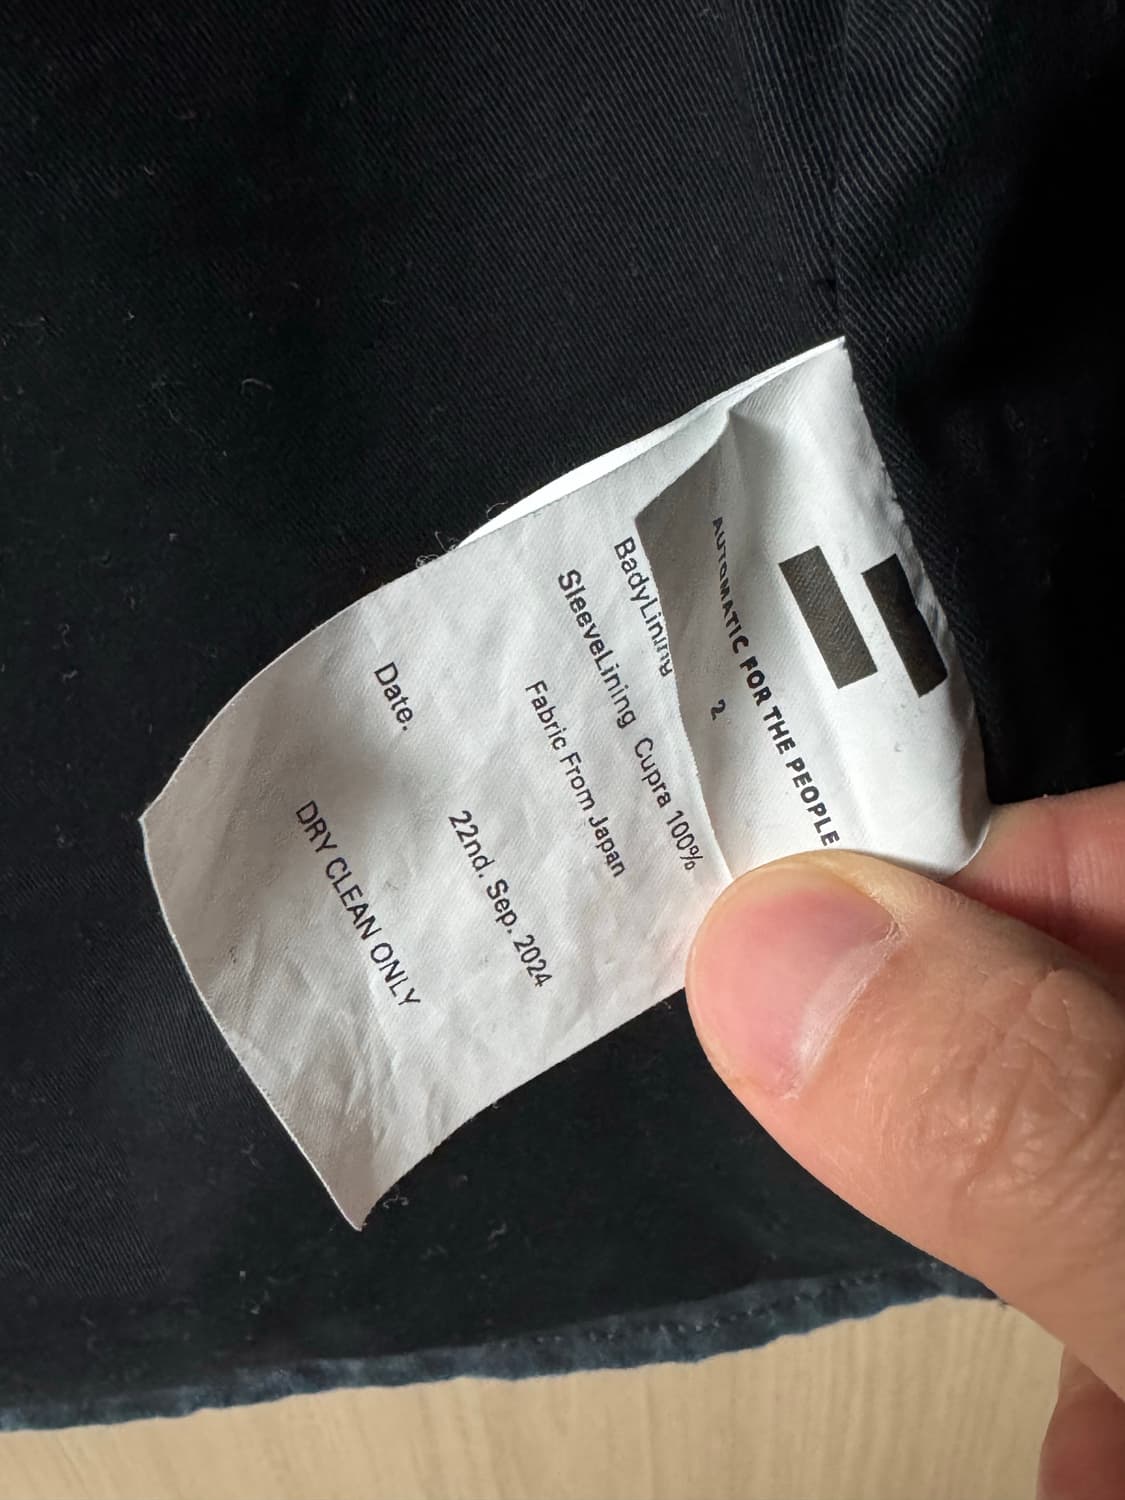 AUTOMATIC FOR THE PEOPLE
2
BadyLining
SleeveLining Cupra 100%
Fabric From Japan
Date.
22nd. Sep. 2024
DRY CLEAN ONLY